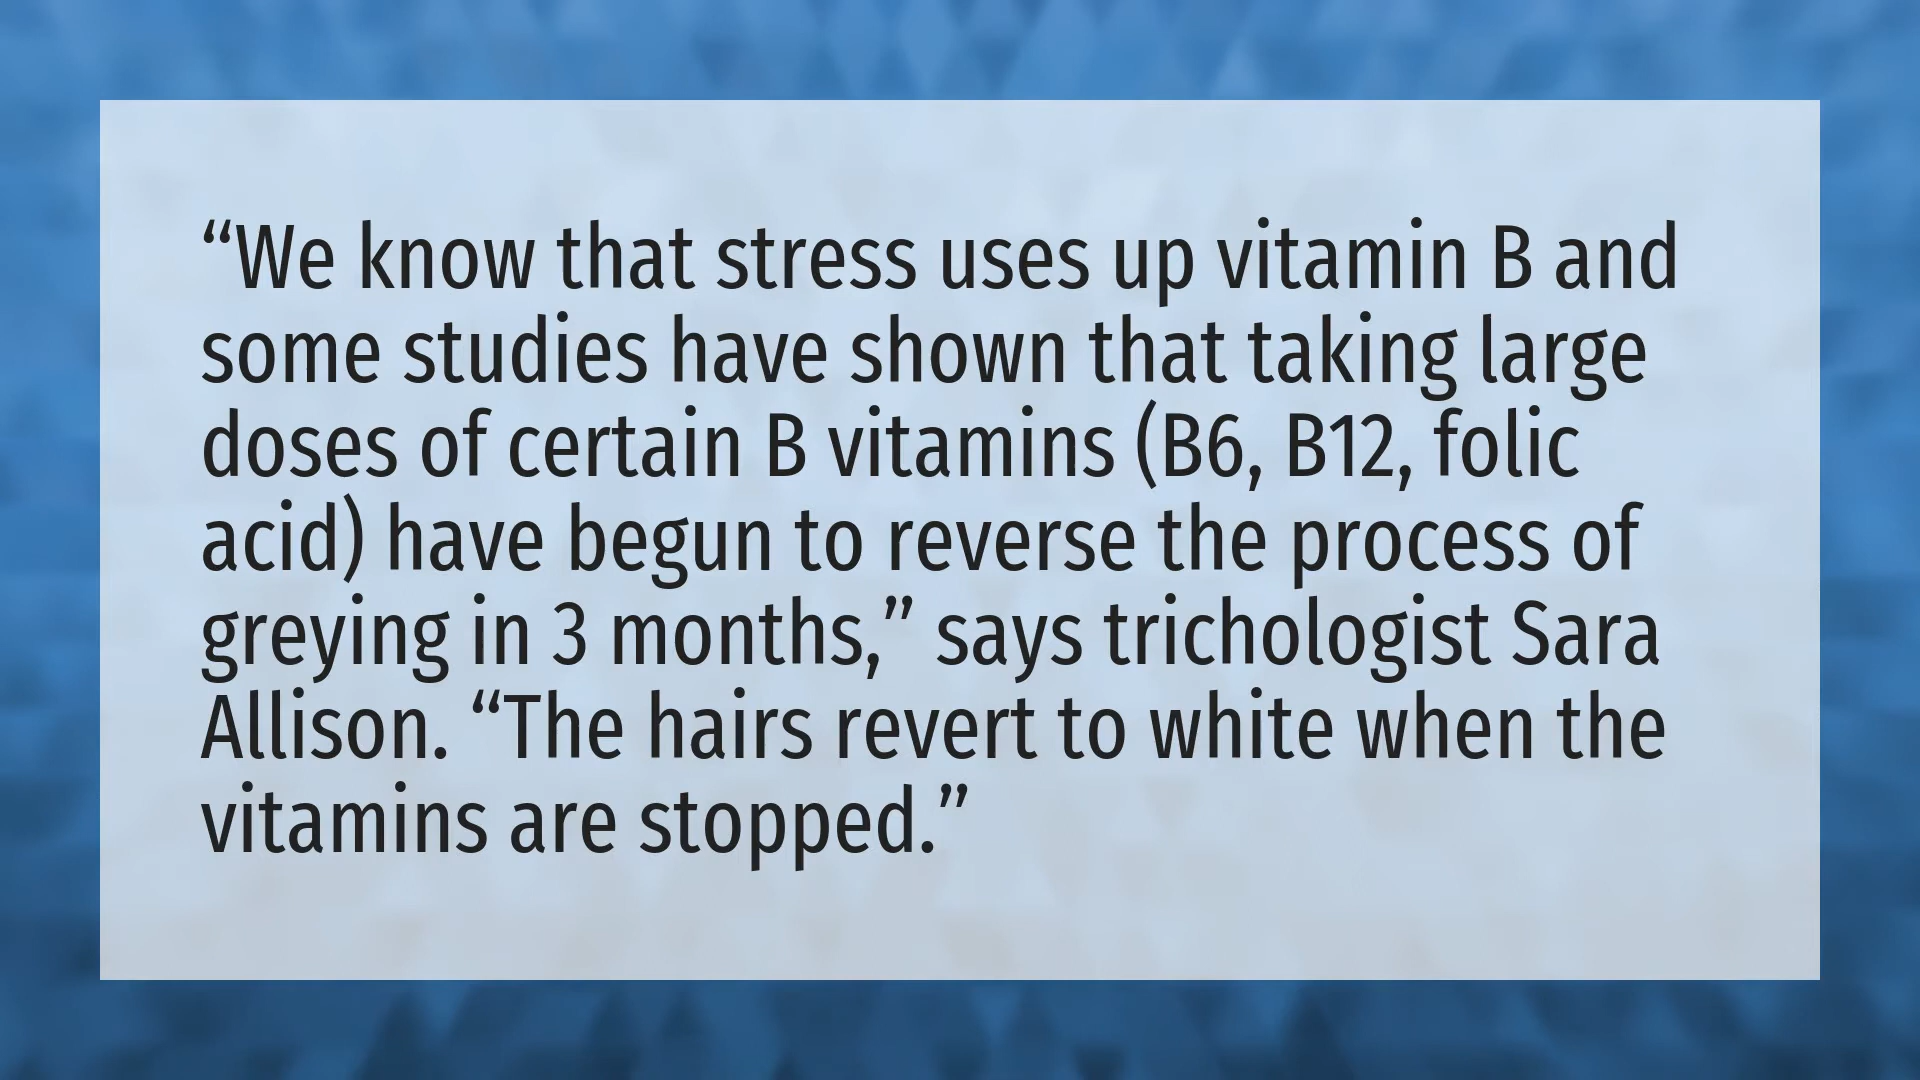 “We know that stress uses up vitamin B and
some studies have shown that taking large
doses of certain B vitamins (B6, B12, folic
acid) have begun to reverse the process of
greying in 3 months,” says trichologist Sara
Allison. “The hairs revert to white when the
vitamins are stopped.”